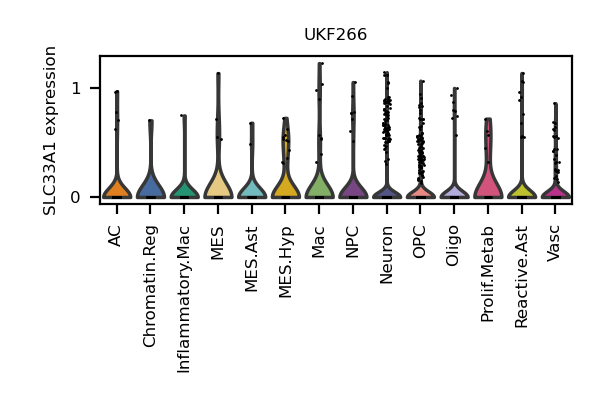 UKF266
SLC33A1 expression
1
0
AC
Chromatin.Reg
Inflammatory.Mac
MES
MES.Ast
MES.Hyp
Mac
NPC
Neuron
OPC
Oligo
Prolif.Metab
Reactive.Ast
Vasc